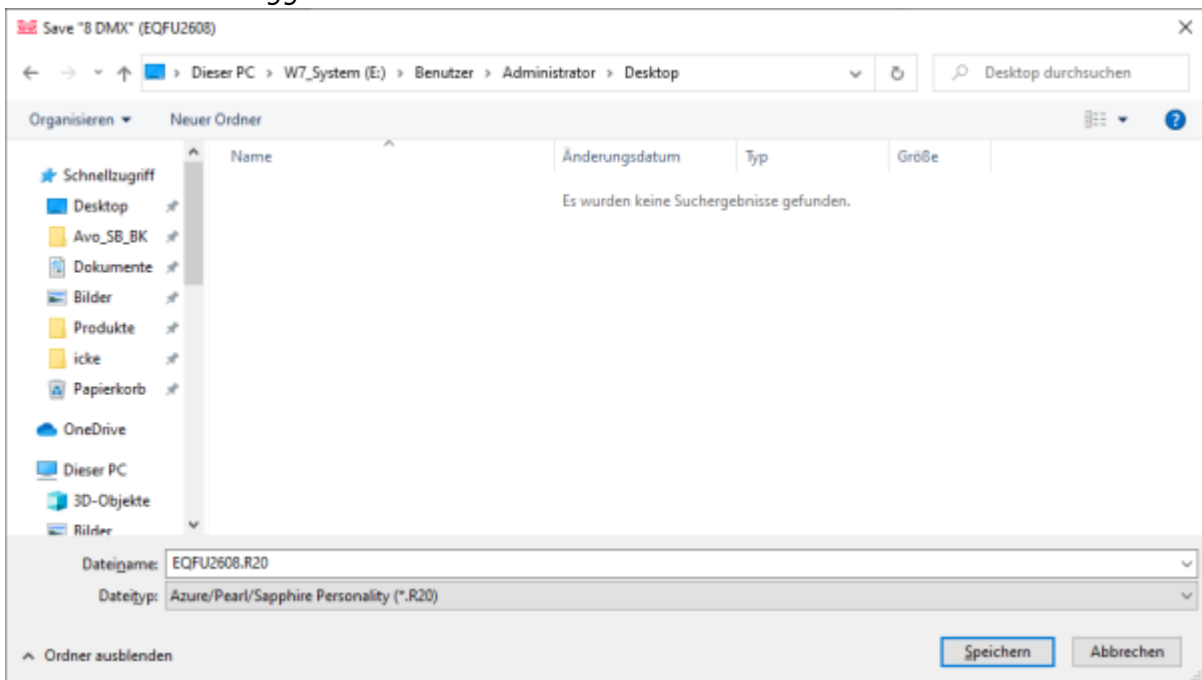 Save "8 DMX" (EQFU2608)
Dieser PC > W7_System (E:) > Benutzer > Administrator > Desktop
Desktop durchsuchen
Organisieren
Neuer Ordner
Name
Änderungsdatum
Typ
Größe
Es wurden keine Suchergebnisse gefunden.
Schnellzugriff
Desktop
Avo_SB_BK
Dokumente
Bilder
Produkte
icke
Papierkorb
OneDrive
Dieser PC
3D-Objekte
Bilder
Dateiname: EQFU2608.R20
Dateityp: Azure/Pearl/Sapphire Personality (*.R20)
Ordner ausblenden
Speichern
Abbrechen